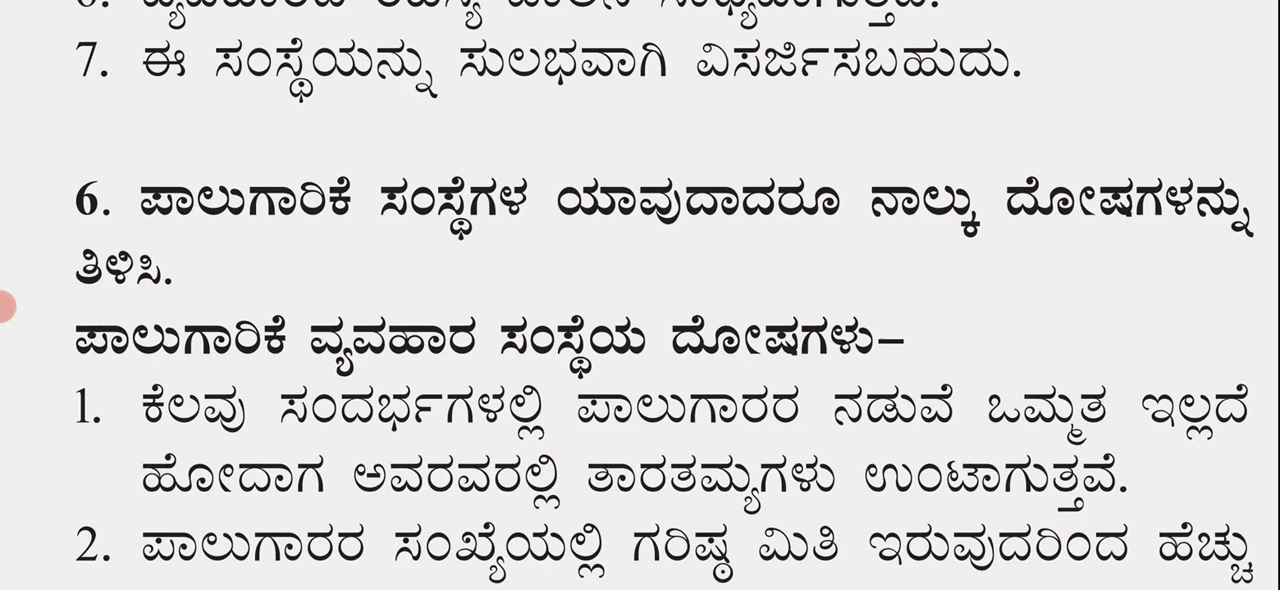 7. ಈ ಸಂಸ್ಥೆಯನ್ನು ಸುಲಭವಾಗಿ ವಿಸರ್ಜಿಸಬಹುದು.
6. ಪಾಲುಗಾರಿಕೆ ಸಂಸ್ಥೆಗಳ ಯಾವುದಾದರೂ ನಾಲ್ಕು ದೋಷಗಳನ್ನು
ತಿಳಿಸಿ.
ಪಾಲುಗಾರಿಕೆ ವ್ಯವಹಾರ ಸಂಸ್ಥೆಯ ದೋಷಗಳು–
1. ಕೆಲವು ಸಂದರ್ಭಗಳಲ್ಲಿ ಪಾಲುಗಾರರ ನಡುವೆ ಒಮ್ಮತ ಇಲ್ಲದೆ
ಹೋದಾಗ ಅವರವರಲ್ಲಿ ತಾರತಮ್ಯಗಳು ಉಂಟಾಗುತ್ತವೆ.
2. ಪಾಲುಗಾರರ ಸಂಖ್ಯೆಯಲ್ಲಿ ಗರಿಷ್ಠ ಮಿತಿ ಇರುವುದರಿಂದ ಹೆಚ್ಚು